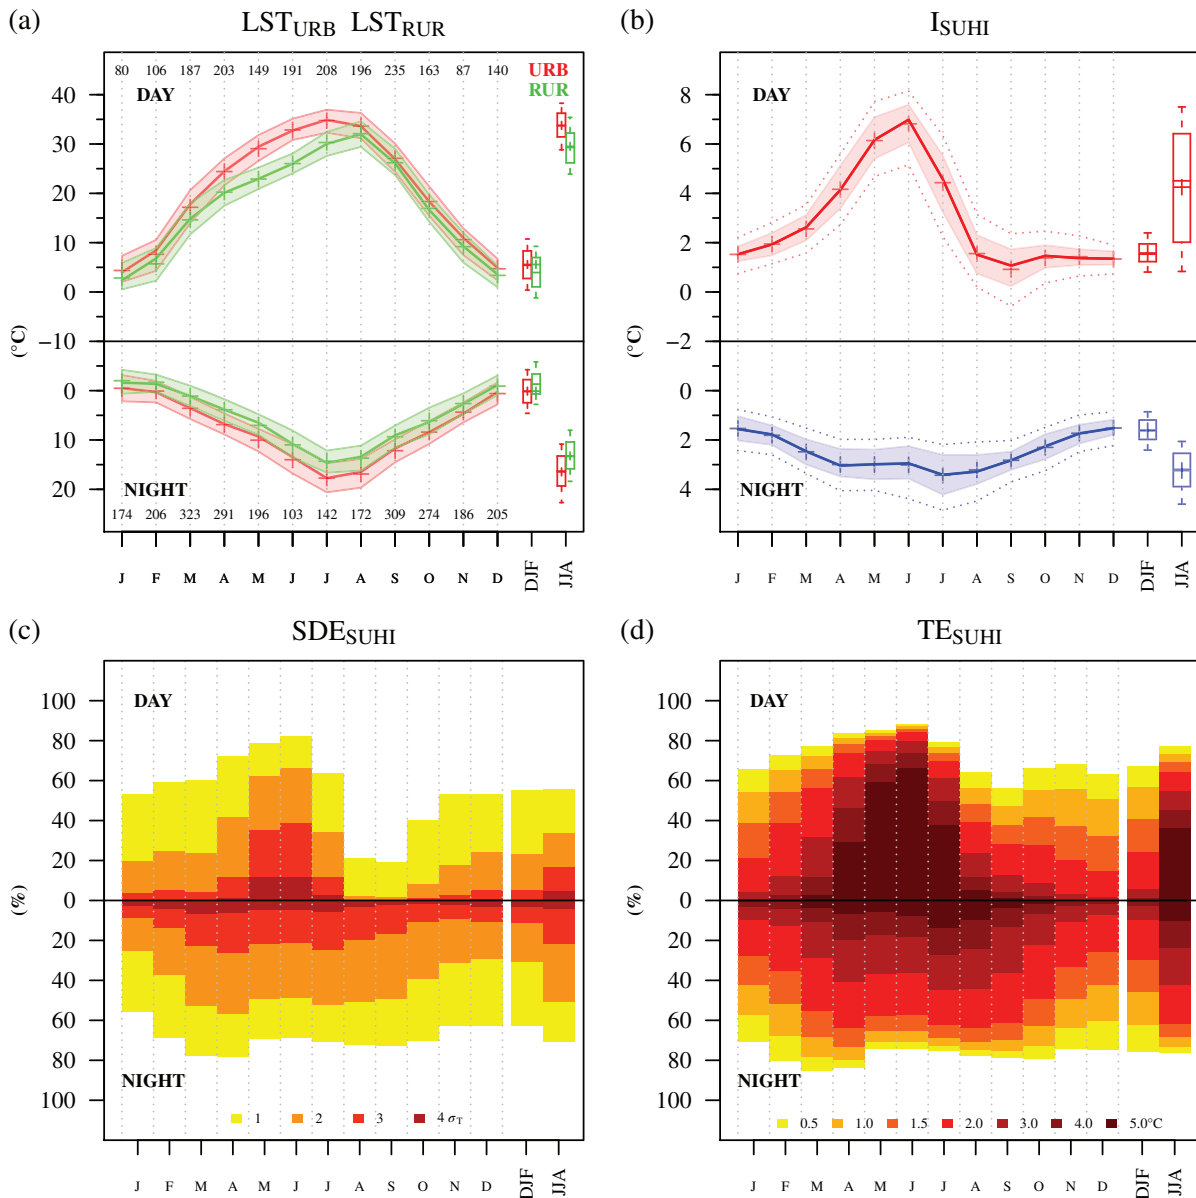 (a) LST_URB LST_RUR
80 106 187 203 149 191 208 196 235 163 87 140 URB
DAY RUR
40
30
20
10
0
(°C) −10
0
10
20
NIGHT
174 206 323 291 196 103 142 172 309 274 186 205
J F M A M J J A S O N D DJF JJA
(b) I_SUHI
8
DAY
6
4
2
0
(°C) −2
0
2
4
NIGHT
J F M A M J J A S O N D DJF JJA
(c) SDE_SUHI
100 DAY
80
60
40
20
(%) 0
20
40
60
80
NIGHT
100
1 2 3 4 σ_T
J F M A M J J A S O N D DJF JJA
(d) TE_SUHI
100 DAY
80
60
40
20
(%) 0
20
40
60
80
NIGHT
100
0.5 1.0 1.5 2.0 3.0 4.0 5.0°C
J F M A M J J A S O N D DJF JJA